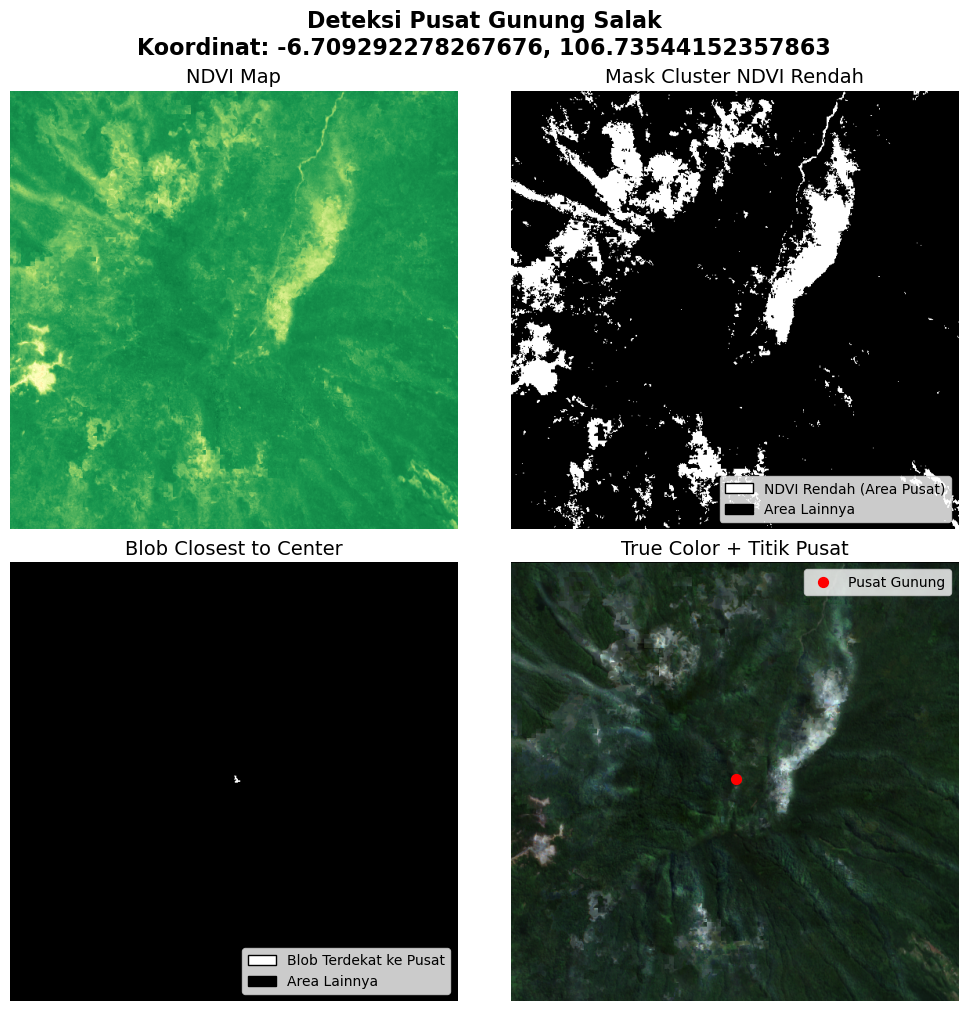 Deteksi Pusat Gunung Salak
Koordinat: -6.709292278267676, 106.73544152357863
NDVI Map
Mask Cluster NDVI Rendah
NDVI Rendah (Area Pusat)
Area Lainnya
Blob Closest to Center
True Color + Titik Pusat
Blob Terdekat ke Pusat
Area Lainnya
Pusat Gunung